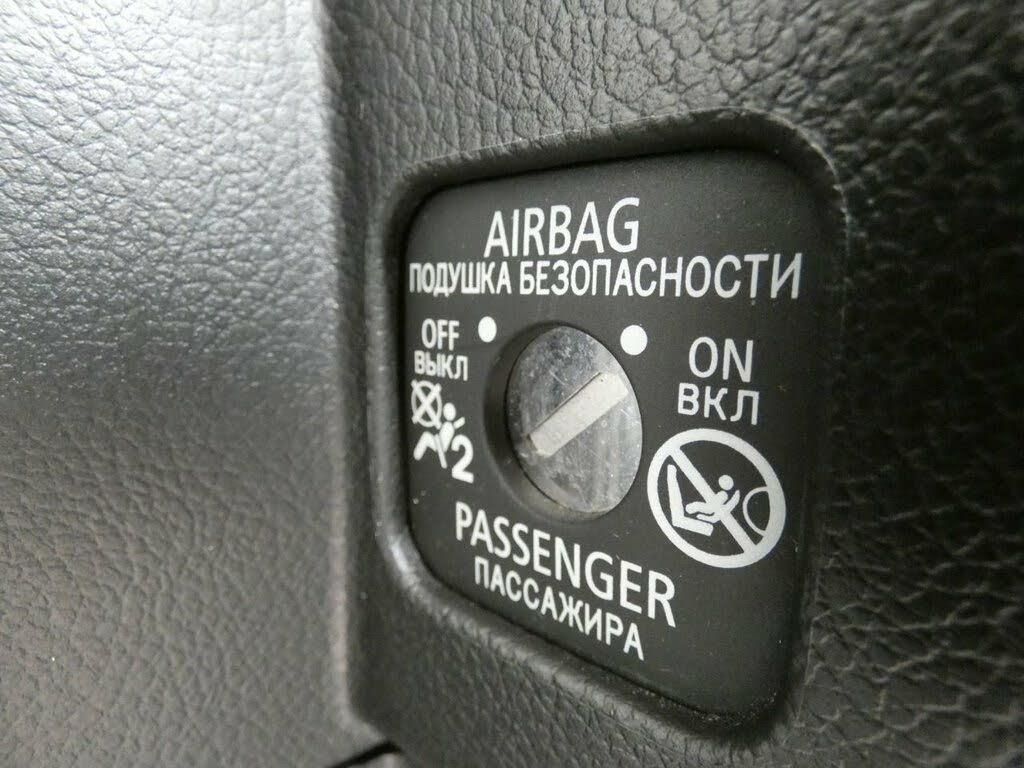 AIRBAG
ПОДУШКА БЕЗОПАСНОСТИ
OFF
ВЫКЛ
2
ON
ВКЛ
PASSENGER
ПАССАЖИРА